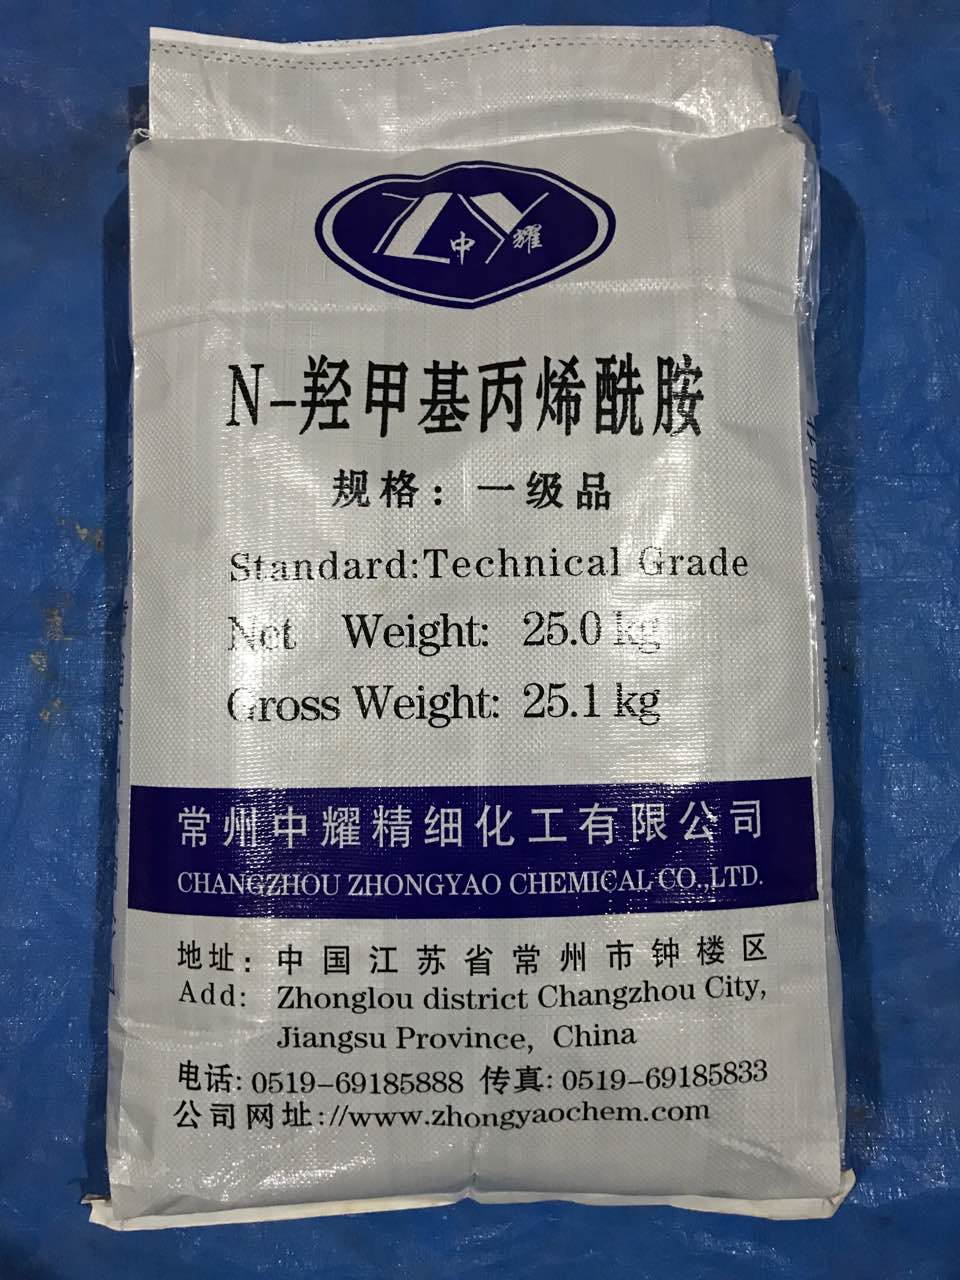 ZY
中耀
N-羟甲基丙烯酰胺
规格：一级品
Standard:Technical Grade
Net Weight: 25.0 kg
Gross Weight: 25.1 kg
常州中耀精细化工有限公司
CHANGZHOU ZHONGYAO CHEMICAL CO.,LTD.
地址：中国江苏省常州市钟楼区
Add: Zhonglou district Changzhou City,
Jiangsu Province, China
电话: 0519-69185888 传真: 0519-69185833
公司网址://www.zhongyaochem.com